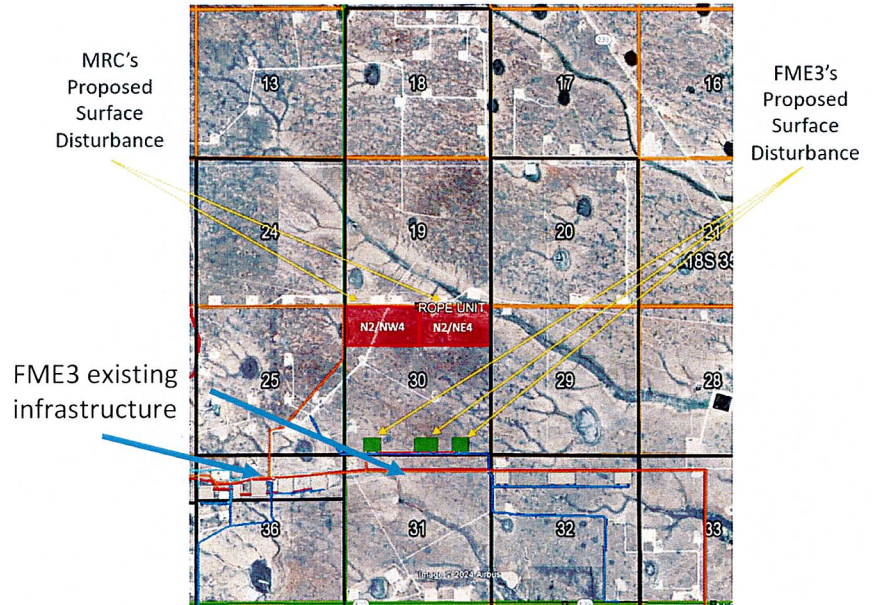 MRC's
Proposed
Surface
Disturbance
FME3's
Proposed
Surface
Disturbance
13
18
17
16
24
19
20
21
18S 33
ROPE UNIT
N2/NW4
N2/NE4
25
30
29
28
FME3 existing
infrastructure
36
31
32
33
Image © 2024 Airbus